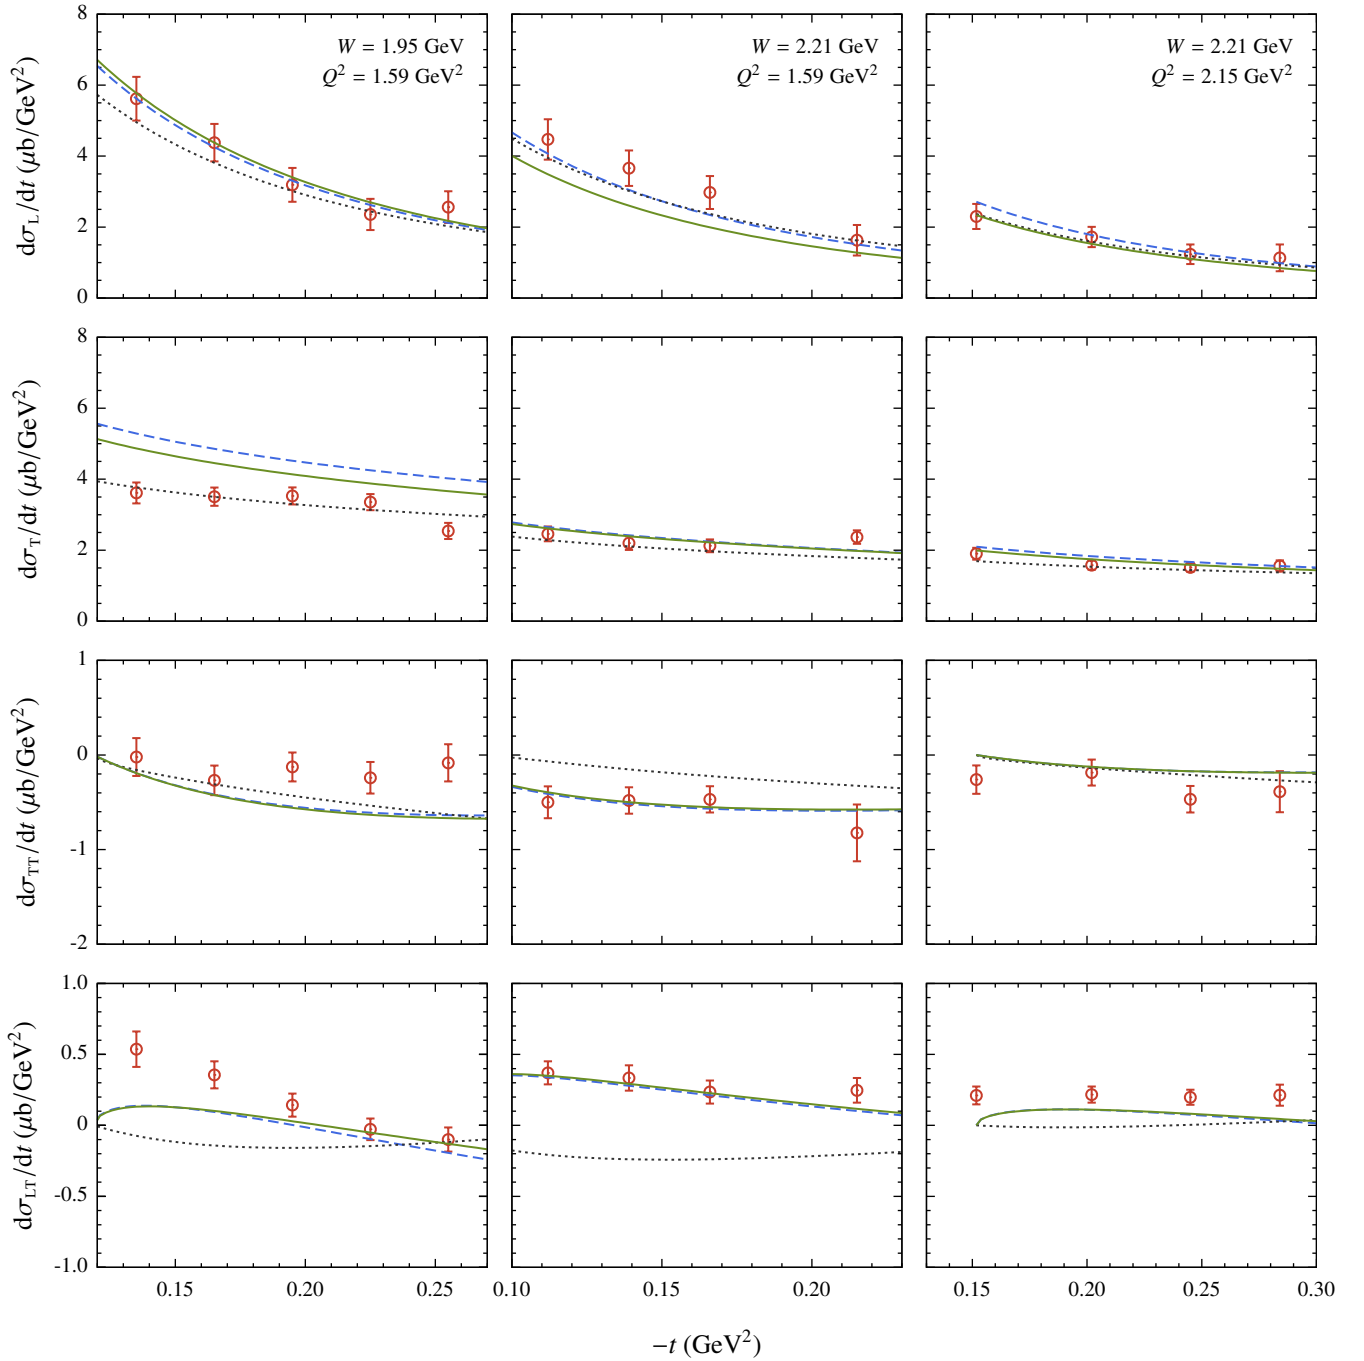 8
6
4
2
0
dσL/dt (μb/GeV²)
W = 1.95 GeV
Q² = 1.59 GeV²
W = 2.21 GeV
Q² = 1.59 GeV²
W = 2.21 GeV
Q² = 2.15 GeV²
8
6
4
2
0
dσT/dt (μb/GeV²)
1
0
-1
-2
dσTT/dt (μb/GeV²)
1.0
0.5
0
-0.5
-1.0
dσLT/dt (μb/GeV²)
0.15 0.20 0.25
0.10 0.15 0.20
0.15 0.20 0.25 0.30
−t (GeV²)